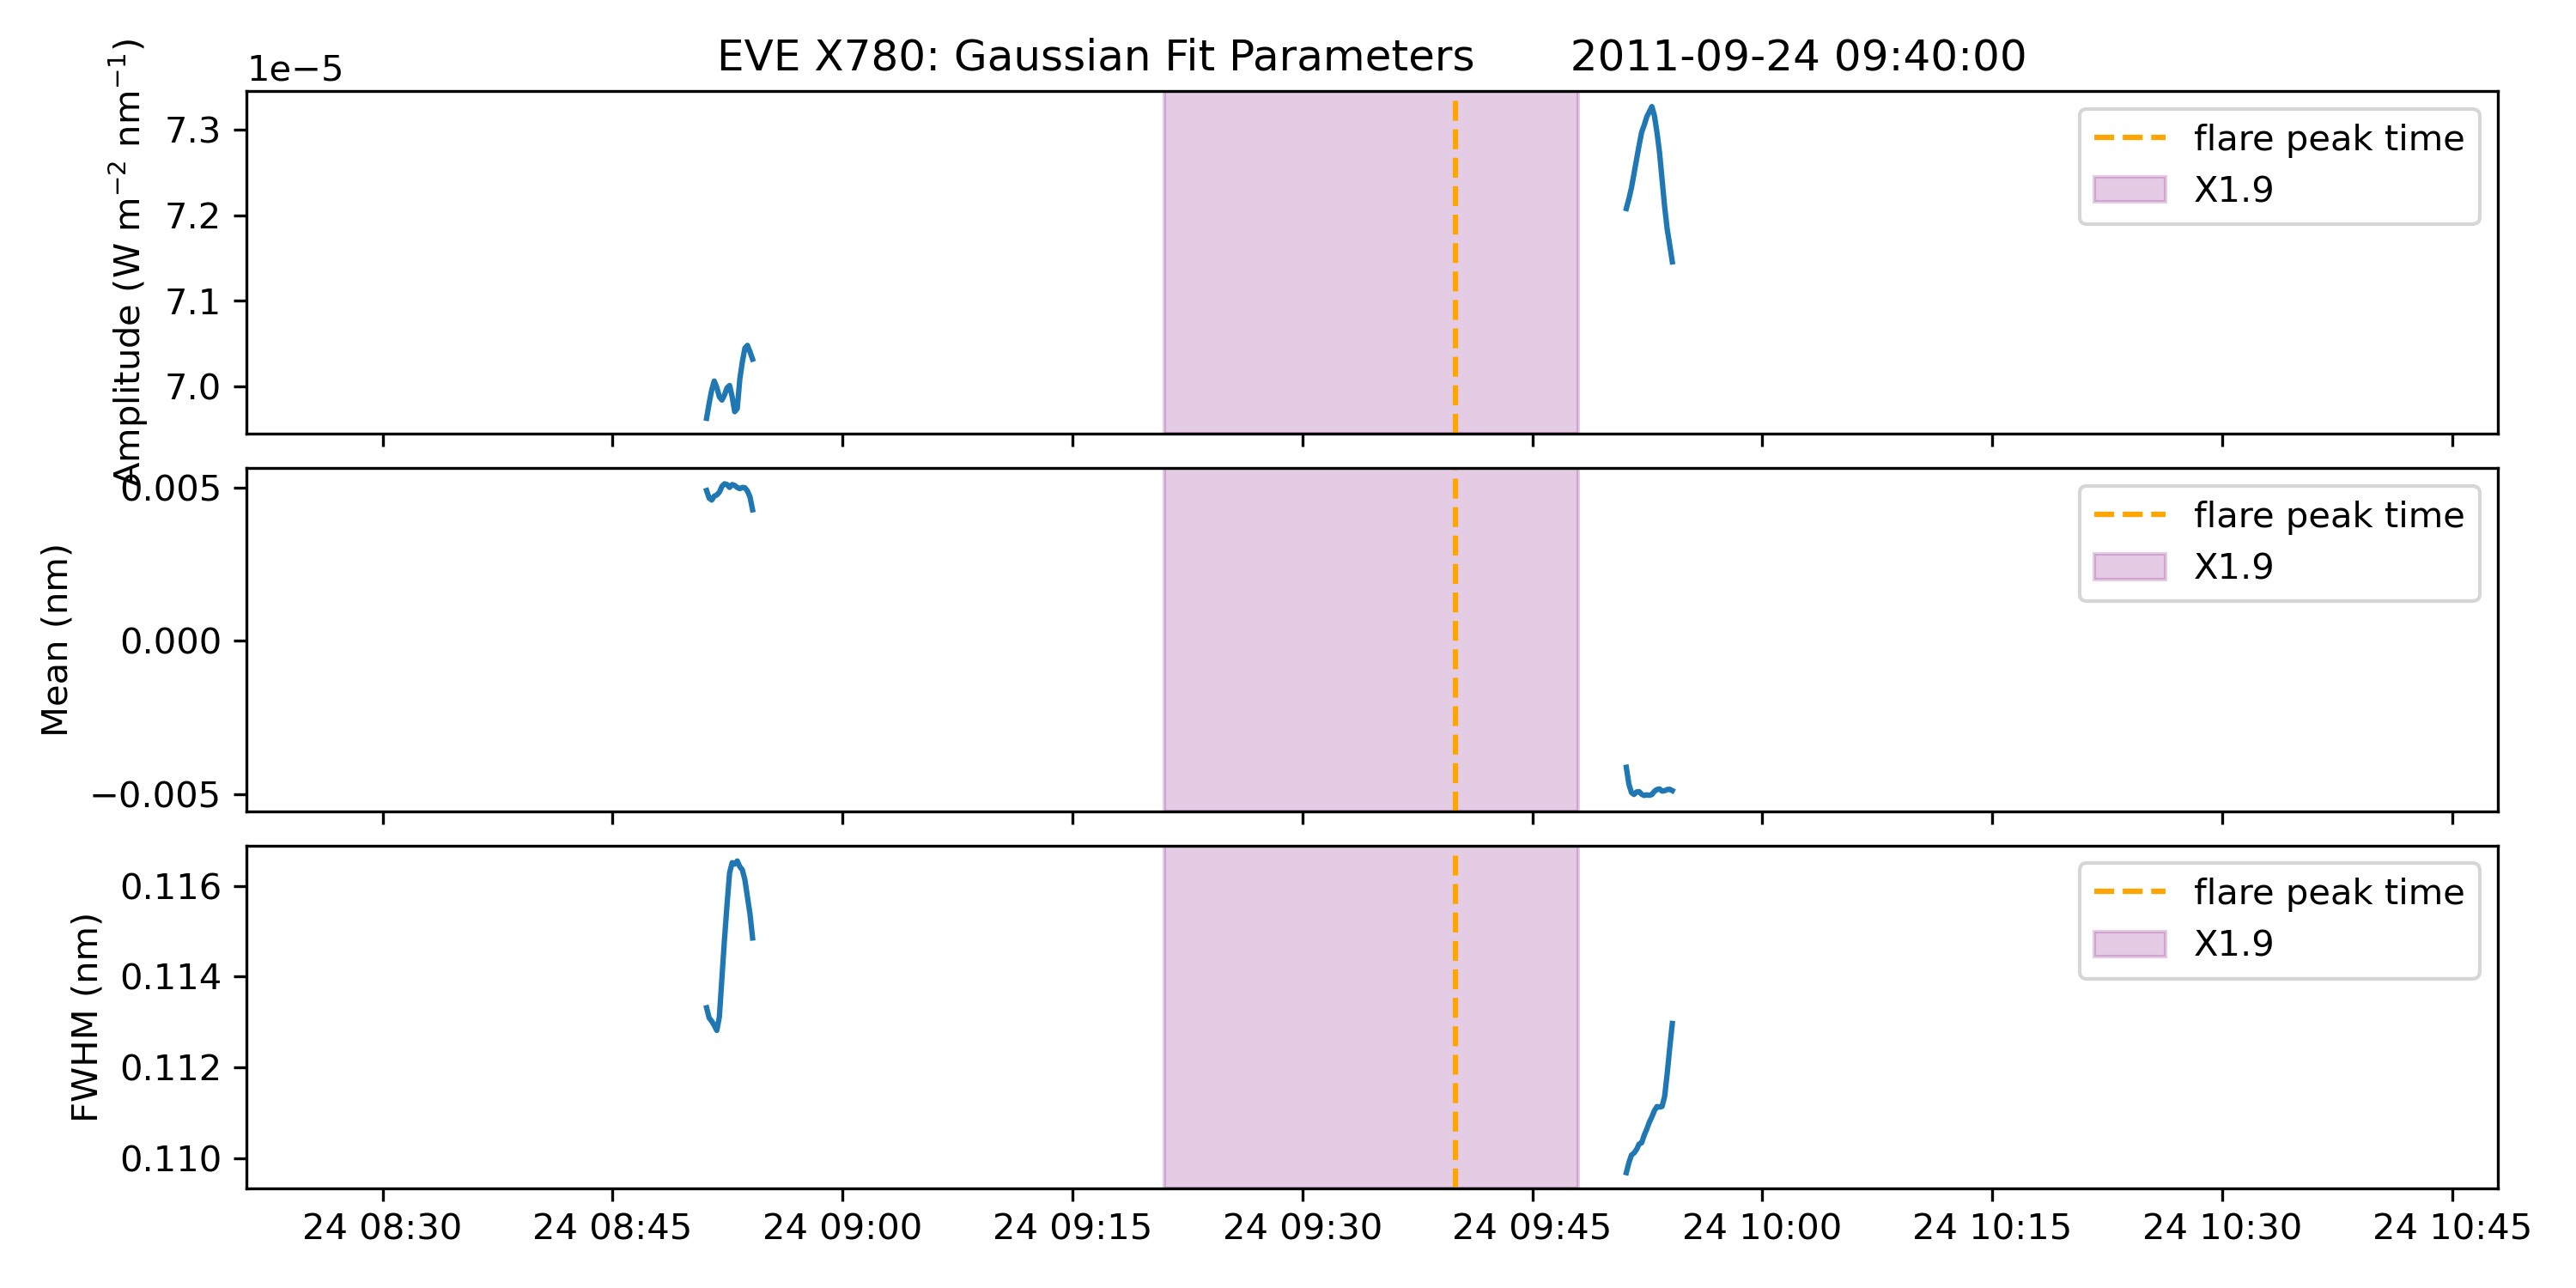 EVE X780: Gaussian Fit Parameters 2011-09-24 09:40:00
1e−5
Amplitude (W m⁻² nm⁻¹)
7.3
7.2
7.1
7.0
flare peak time
X1.9
Mean (nm)
0.005
0.000
−0.005
flare peak time
X1.9
FWHM (nm)
0.116
0.114
0.112
0.110
flare peak time
X1.9
24 08:30 24 08:45 24 09:00 24 09:15 24 09:30 24 09:45 24 10:00 24 10:15 24 10:30 24 10:45